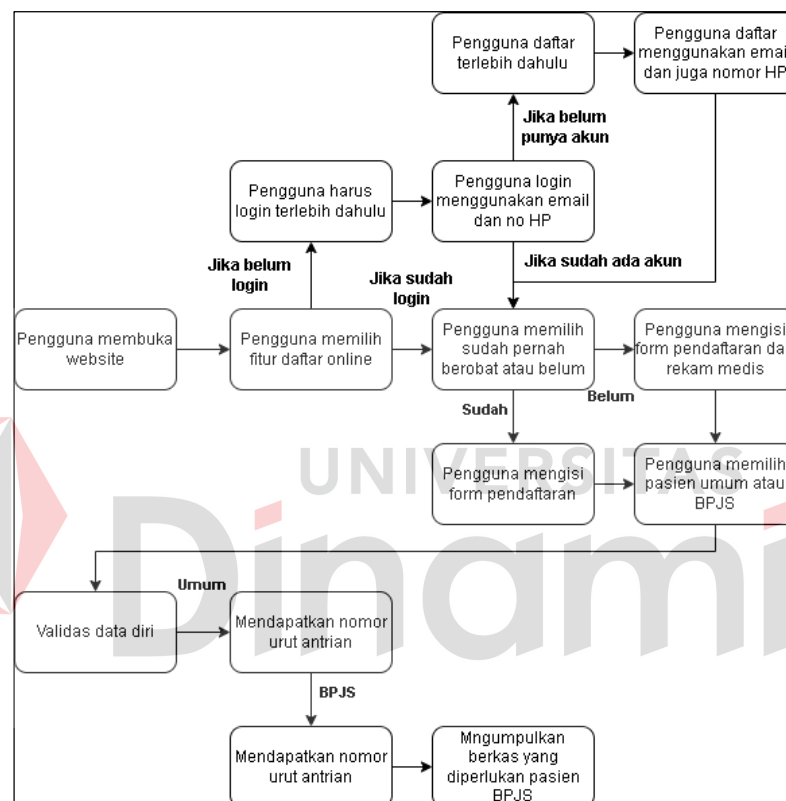 Pengguna daftar
terlebih dahulu
Pengguna daftar
menggunakan email
dan juga nomor HP
Jika belum
punya akun
Pengguna harus
login terlebih dahulu
Pengguna login
menggunakan email
dan no HP
Jika belum
login
Jika sudah
login
Jika sudah ada akun
Pengguna membuka
website
Pengguna memilih
fitur daftar online
Pengguna memilih
sudah pernah
berobat atau belum
Pengguna mengisi
form pendaftaran da
rekam medis
Sudah
Belum
Pengguna mengisi
form pendaftaran
Pengguna memilih
pasien umum atau
BPJS
UNIVERSITAS
Dinami
Umum
Validas data diri
Mendapatkan nomor
urut antrian
BPJS
Mendapatkan nomor
urut antrian
Mngumpulkan
berkas yang
diperlukan pasien
BPJS